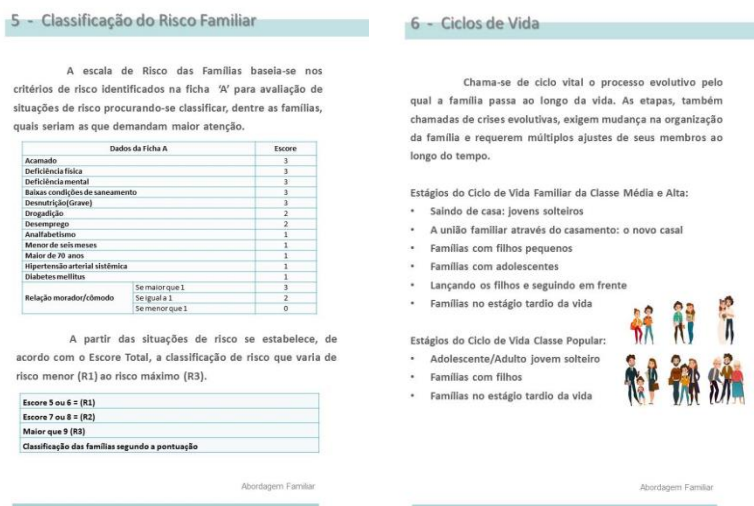 5 - Classificação do Risco Familiar
A escala de Risco das Famílias baseia-se nos
critérios de risco identificados na ficha 'A' para avaliação de
situações de risco procurando-se classificar, dentre as famílias,
quais seriam as que demandam maior atenção.
Dados da Ficha A Escore
Acamado 3
Deficiência física 3
Deficiência mental 3
Baixas condições de saneamento 3
Desnutrição(Grave) 3
Drogadição 2
Desemprego 2
Analfabetismo 1
Menor de seis meses 1
Maior de 70 anos 1
Hipertensão arterial sistêmica 1
Diabetes mellitus 1
Relação morador/cômodo
Se maior que 1 3
Se igual a 1 2
Se menor que 1 0
A partir das situações de risco se estabelece, de
acordo com o Escore Total, a classificação de risco que varia de
risco menor (R1) ao risco máximo (R3).
Escore 5 ou 6 = (R1)
Escore 7 ou 8 = (R2)
Maior que 9 (R3)
Classificação das famílias segundo a pontuação
Abordagem Familiar
6 - Ciclos de Vida
Chama-se de ciclo vital o processo evolutivo pelo
qual a família passa ao longo da vida. As etapas, também
chamadas de crises evolutivas, exigem mudança na organização
da família e requerem múltiplos ajustes de seus membros ao
longo do tempo.
Estágios do Ciclo de Vida Familiar da Classe Média e Alta:
• Saindo de casa: jovens solteiros
• A união familiar através do casamento: o novo casal
• Famílias com filhos pequenos
• Famílias com adolescentes
• Lançando os filhos e seguindo em frente
• Famílias no estágio tardio da vida
Estágios do Ciclo de Vida Classe Popular:
• Adolescente/Adulto jovem solteiro
• Famílias com filhos
• Famílias no estágio tardio da vida
Abordagem Familiar